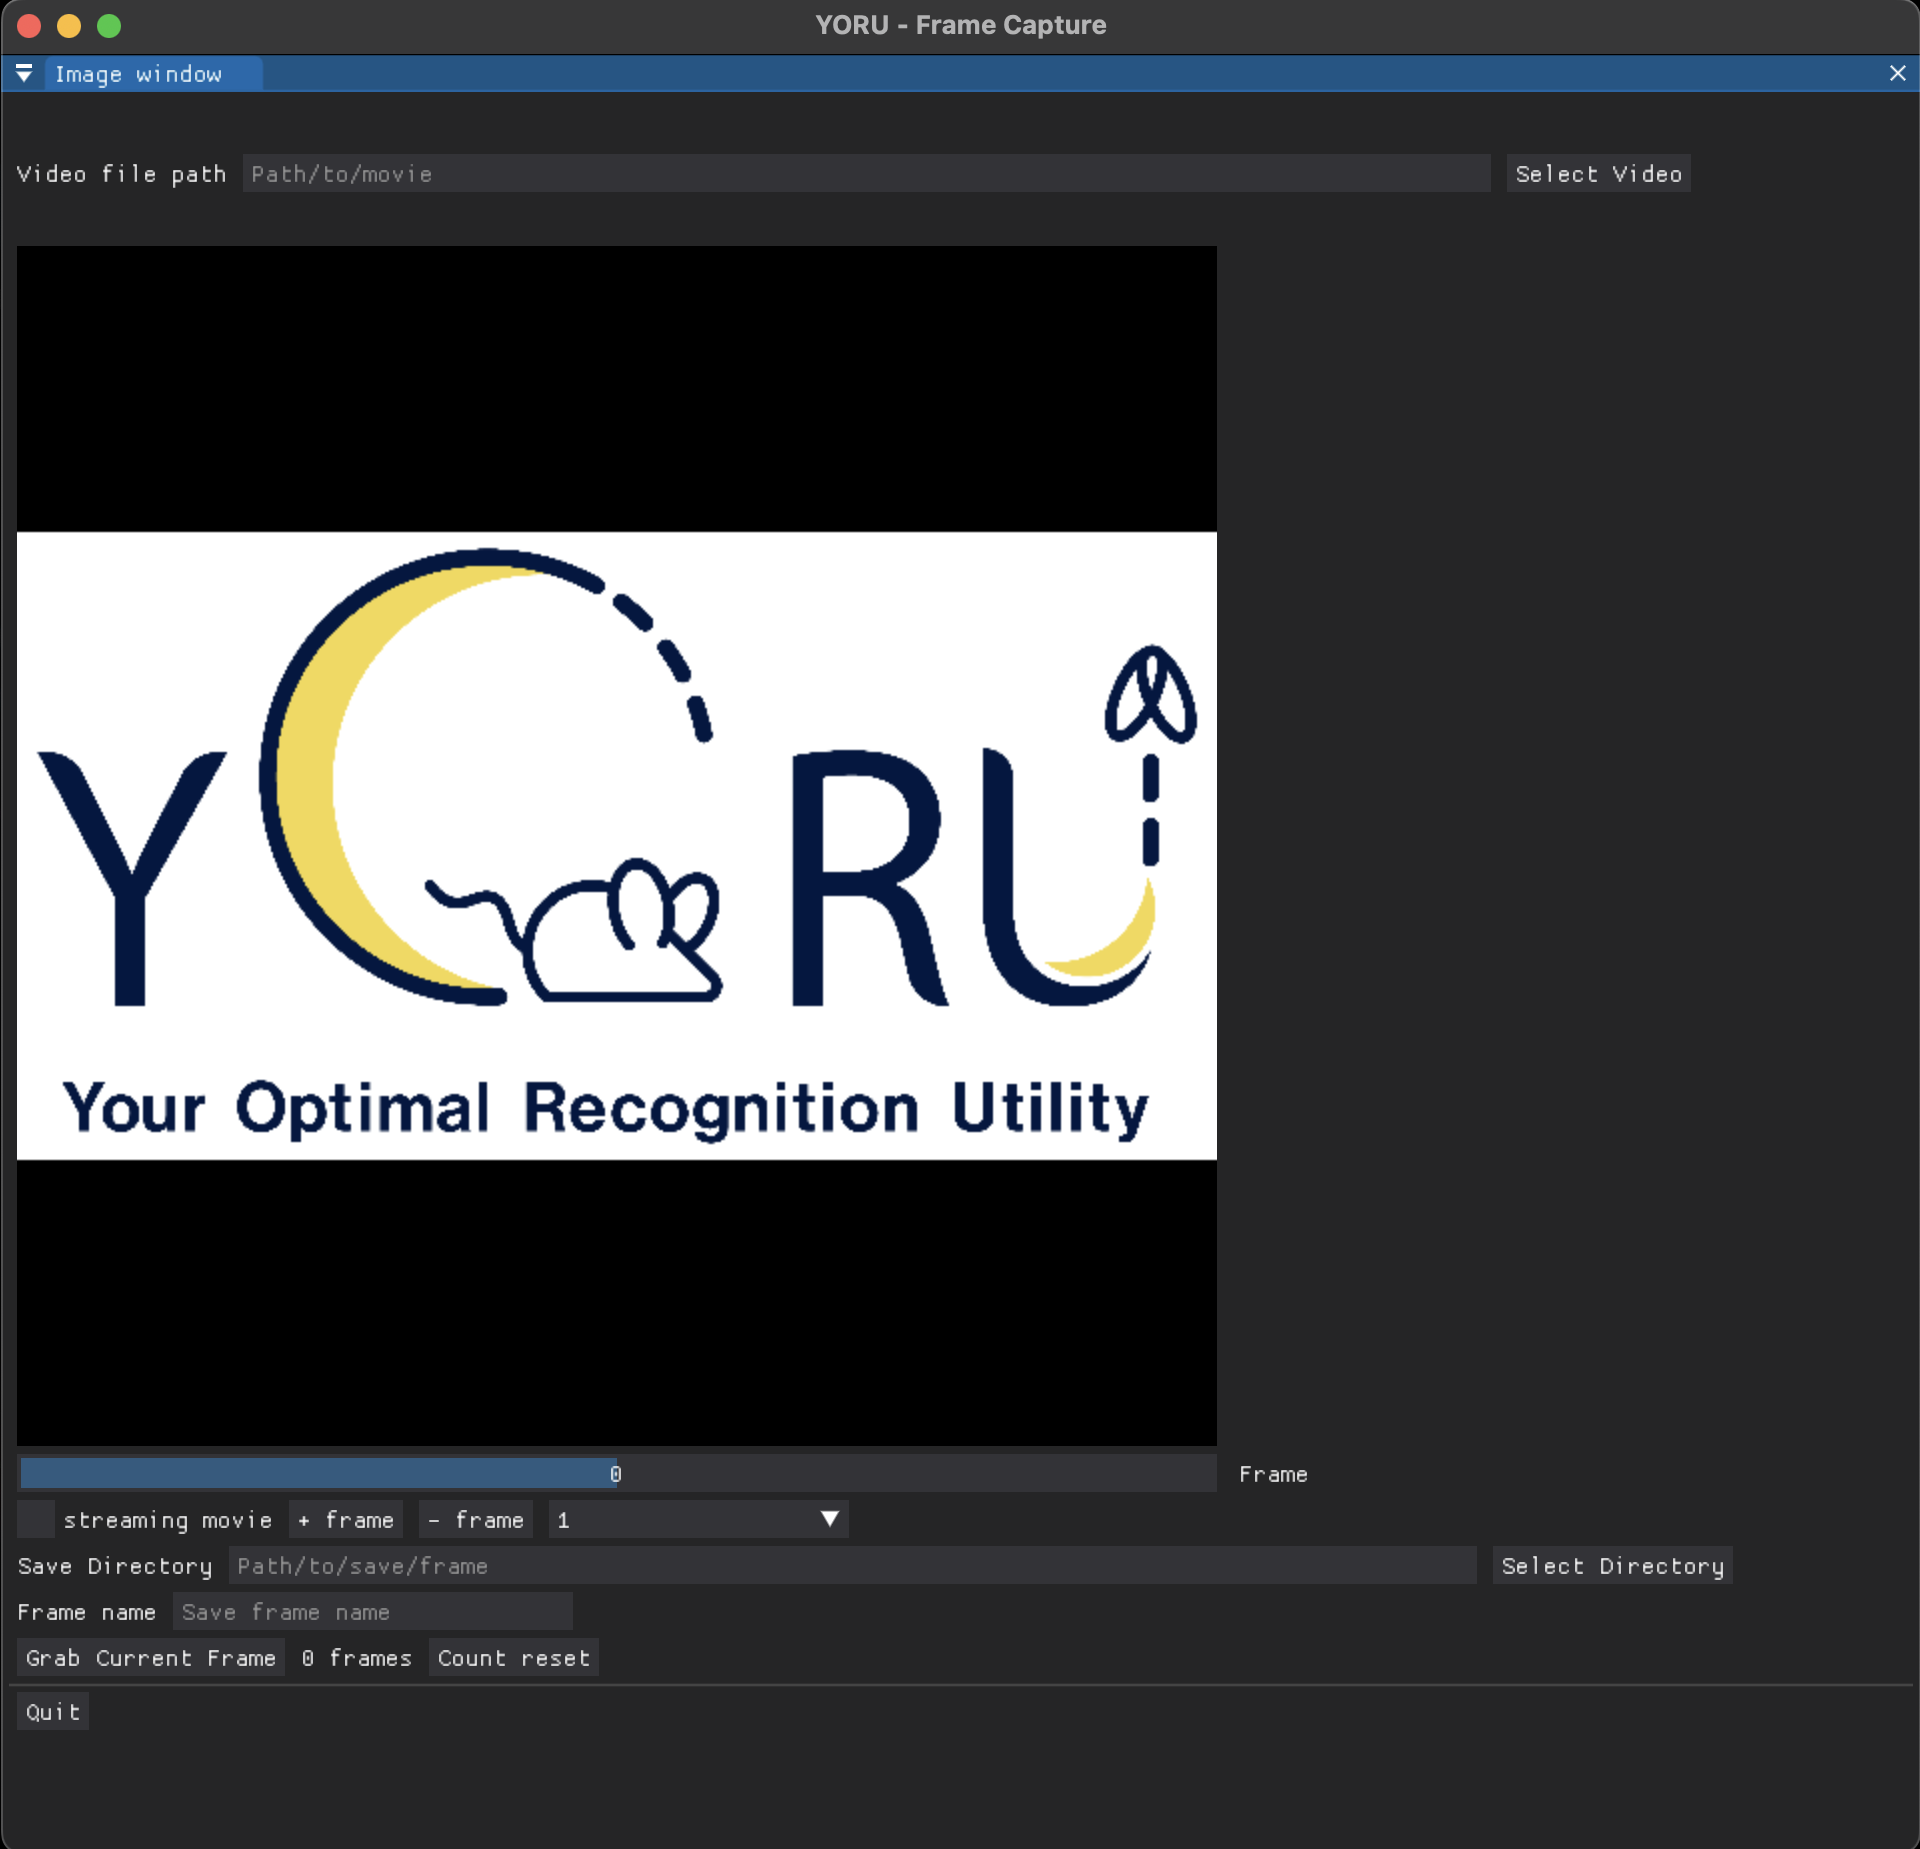 YORU - Frame Capture
Image window
Video file path Path/to/movie Select Video
YORU
Your Optimal Recognition Utility
0 Frame
streaming movie + frame - frame 1
Save Directory Path/to/save/frame Select Directory
Frame name Save frame name
Grab Current Frame 0 frames Count reset
Quit